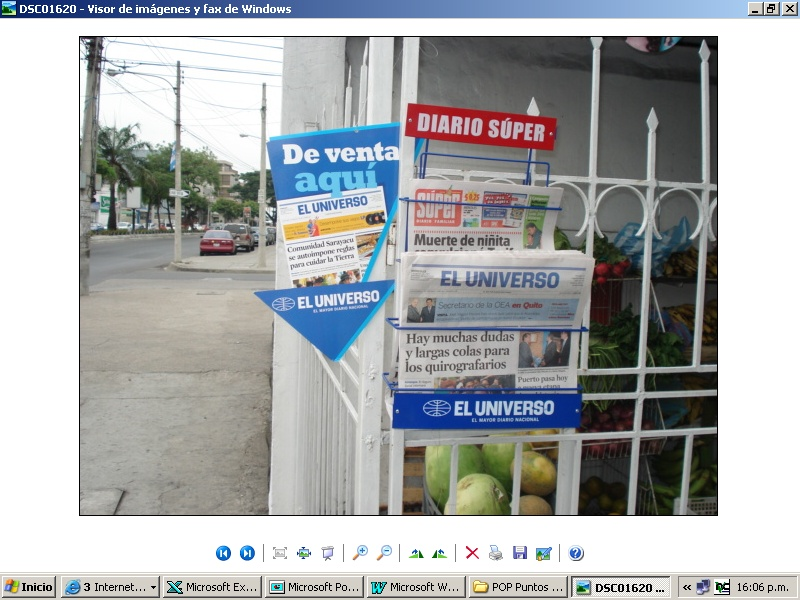 DSC01620 - Visor de imágenes y fax de Windows
DIARIO SÚPER
De venta
aquí
EL UNIVERSO
Comunidad Sarayacu
se autoimpone reglas
para cuidar la Tierra
EL UNIVERSO
EL MAYOR DIARIO NACIONAL
SÚPER
DIARIO FAMILIAR
Muerte de niñita
EL UNIVERSO
Secretario de la OEA en Quito
Hay muchas dudas
y largas colas para
los quirografarios
Puerto pasa hoy
EL UNIVERSO
EL MAYOR DIARIO NACIONAL
Inicio
3 Internet...
Microsoft Ex...
Microsoft Po...
Microsoft W...
POP Puntos ...
DSC01620 ...
16:06 p.m.